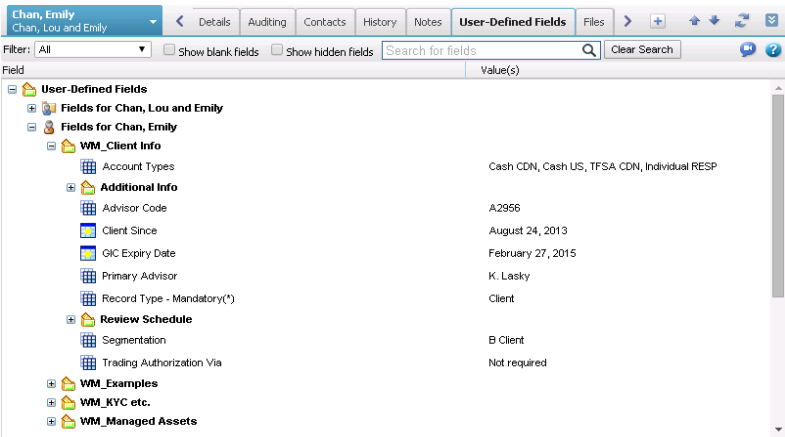 Chan, Emily
Chan, Lou and Emily
Details Auditing Contacts History Notes User-Defined Fields Files
Filter: All Show blank fields Show hidden fields Search for fields Clear Search
Field Value(s)
User-Defined Fields
Fields for Chan, Lou and Emily
Fields for Chan, Emily
WM_Client Info
Account Types Cash CDN, Cash US, TFSA CDN, Individual RESP
Additional Info
Advisor Code A2956
Client Since August 24, 2013
GIC Expiry Date February 27, 2015
Primary Advisor K. Lasky
Record Type - Mandatory(*) Client
Review Schedule
Segmentation B Client
Trading Authorization Via Not required
WM_Examples
WM_KYC etc.
WM_Managed Assets